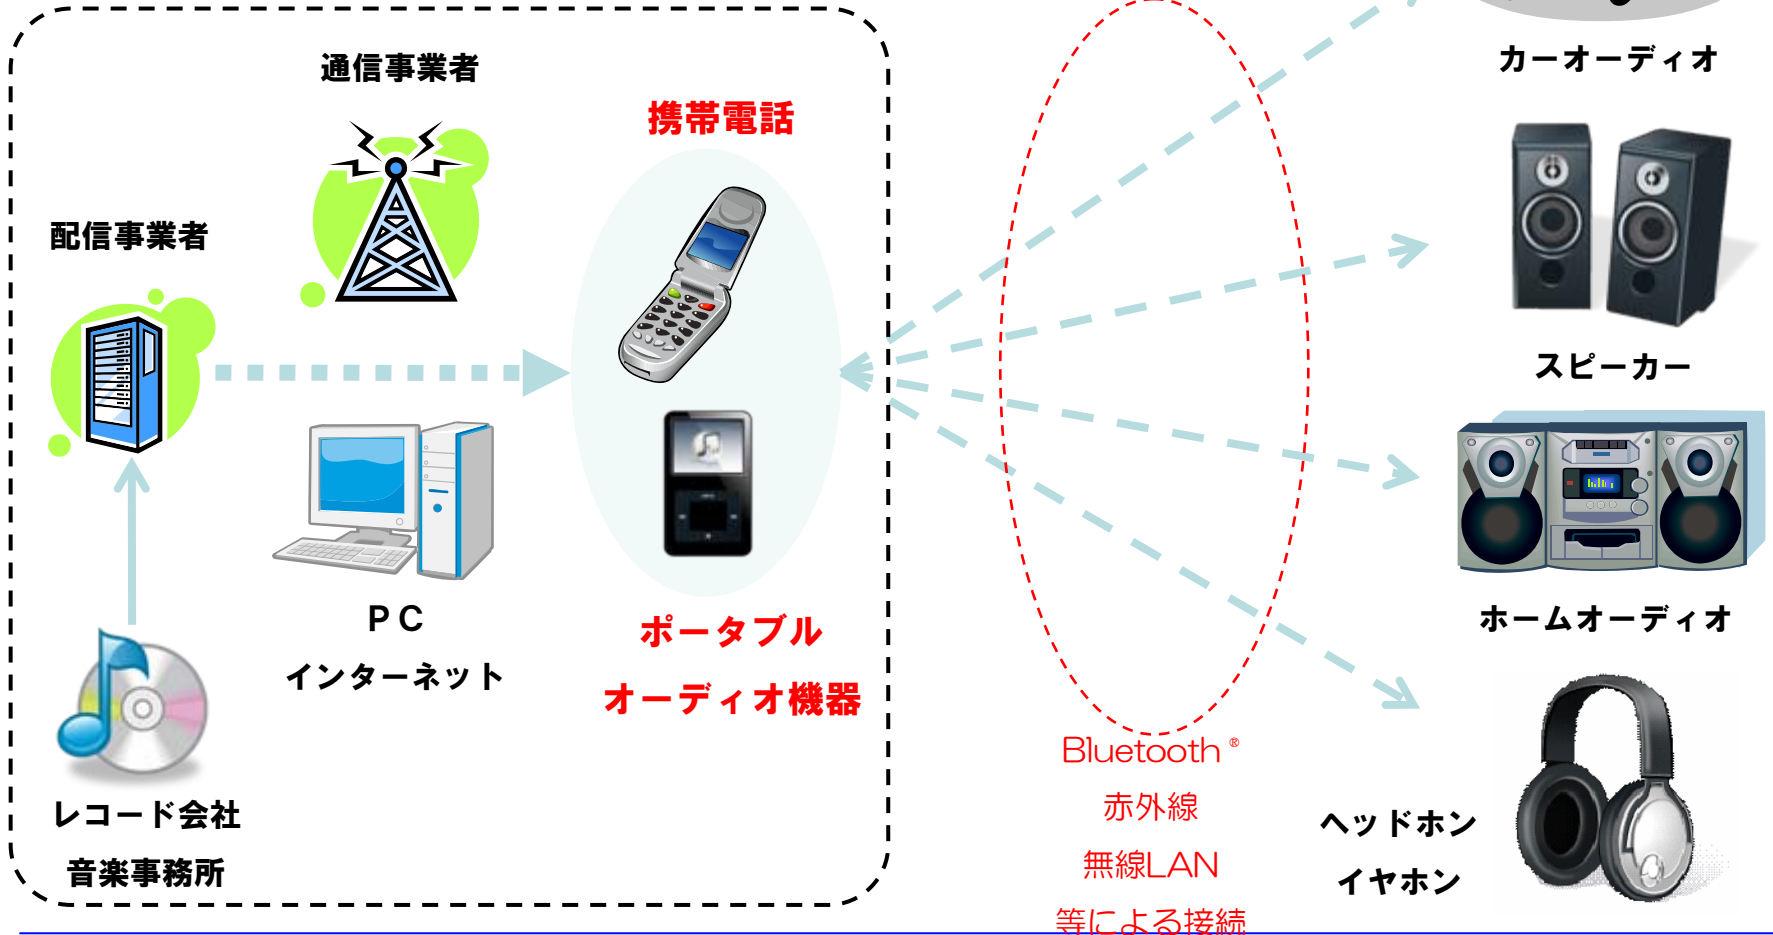 カーオーディオ
通信事業者
携帯電話
配信事業者
スピーカー
PC
インターネット
ポータブル
オーディオ機器
ホームオーディオ
Bluetooth®
赤外線
無線LAN
等による接続
レコード会社
音楽事務所
ヘッドホン
イヤホン